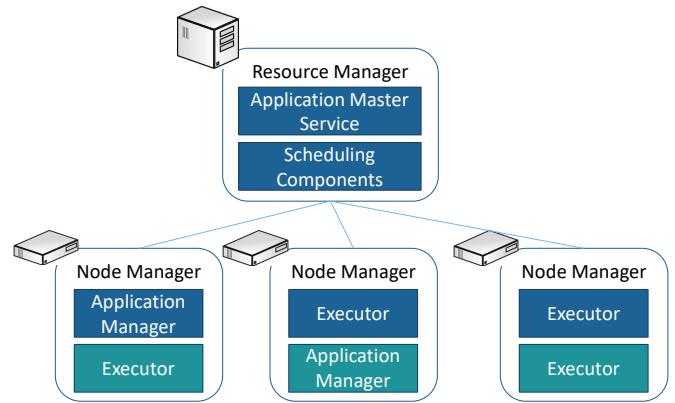 Resource Manager
Application Master
Service
Scheduling
Components
Node Manager
Application
Manager
Executor
Node Manager
Executor
Application
Manager
Node Manager
Executor
Executor